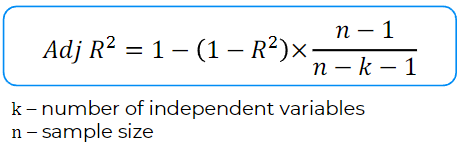 Adj R² = 1 − (1 − R²)× n − 1 / n − k − 1
k – number of independent variables
n – sample size